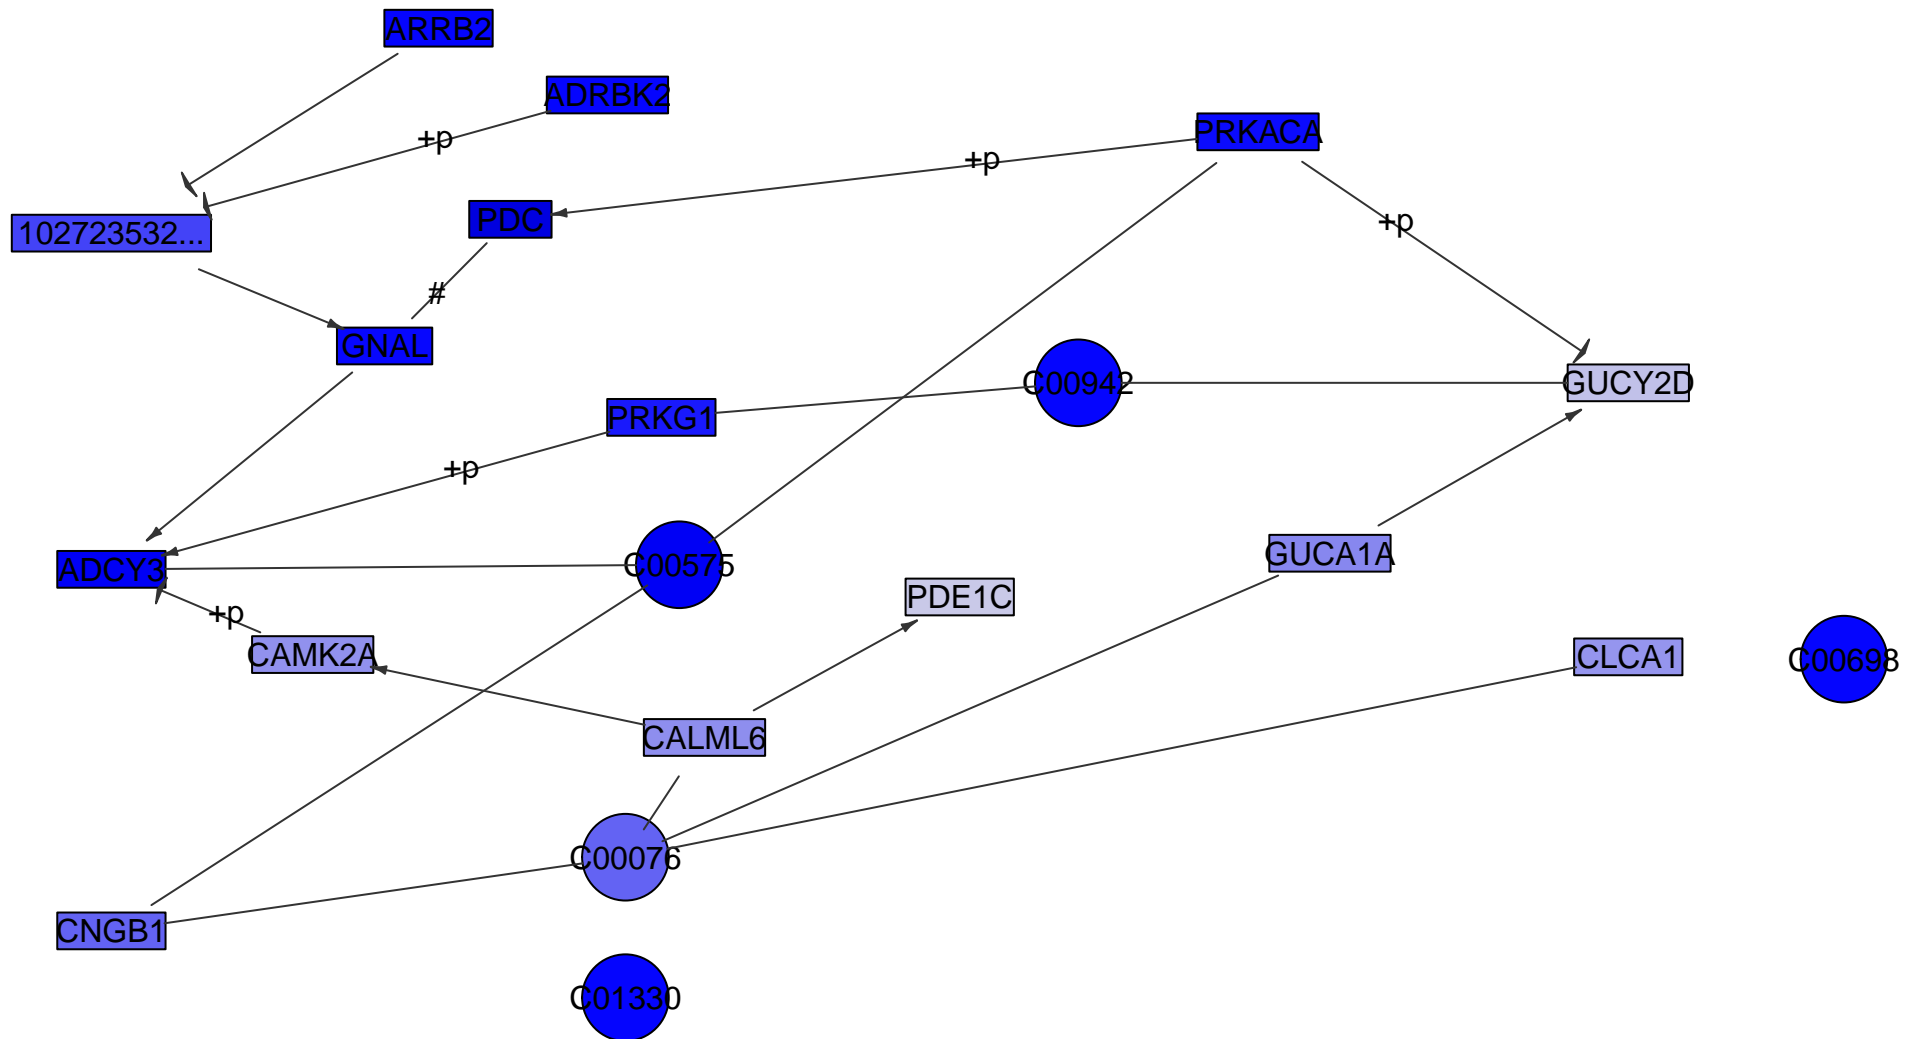 ARRB2
ADRBK2
PRKACA
+p
+p
102723532...
PDC
+p
#
GNAL
C00942
GUCY2D
PRKG1
+p
ADCY3
C00575
GUCA1A
PDE1C
+p
CAMK2A
CLCA1
C00698
CALML6
C00076
CNGB1
C01330